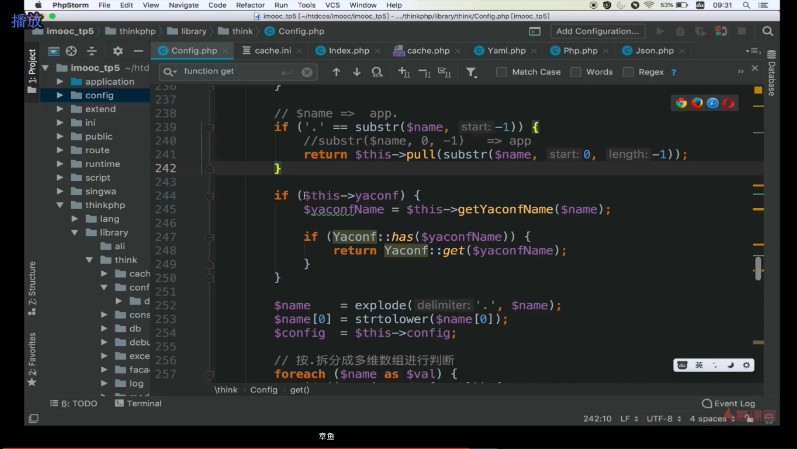 播放
PhpStorm File Edit View Navigate Code Refactor Run Tools VCS Window Help 53% 09:31
imooc_tp5 [~/htdcos/imooc/imooc_tp5] - .../thinkphp/library/think/Config.php [imooc_tp5]
imooc_tp5 thinkphp library think Config.php Add Configuration...
Config.php cache.ini Index.php cache.php Yaml.php Php.php Json.php
1: Project
Database
imooc_tp5 ~/htd
function get
Match Case Words Regex ?
application
config
extend
ini
public
route
runtime
script
singwa
thinkphp
lang
library
ali
think
cach
conf
d
cons
db
debu
exce
faca
log
236 }
237
238 // $name => app.
239 if ('.' == substr($name, start: -1)) {
240 //substr($name, 0, -1) => app
241 return $this->pull(substr($name, start: 0, length: -1));
242 }
243
244 if ($this->yaconf) {
245 $yaconfName = $this->getYaconfName($name);
246
247 if (Yaconf::has($yaconfName)) {
248 return Yaconf::get($yaconfName);
249 }
250 }
251
252 $name = explode( delimiter: '.', $name);
253 $name[0] = strtolower($name[0]);
254 $config = $this->config;
255
256 // 按.拆分成多维数组进行判断
257 foreach ($name as $val) {
\think Config get()
7: Structure
2: Favorites
英
6: TODO Terminal Event Log
242:10 LF UTF-8 4 spaces
慕课网
章鱼